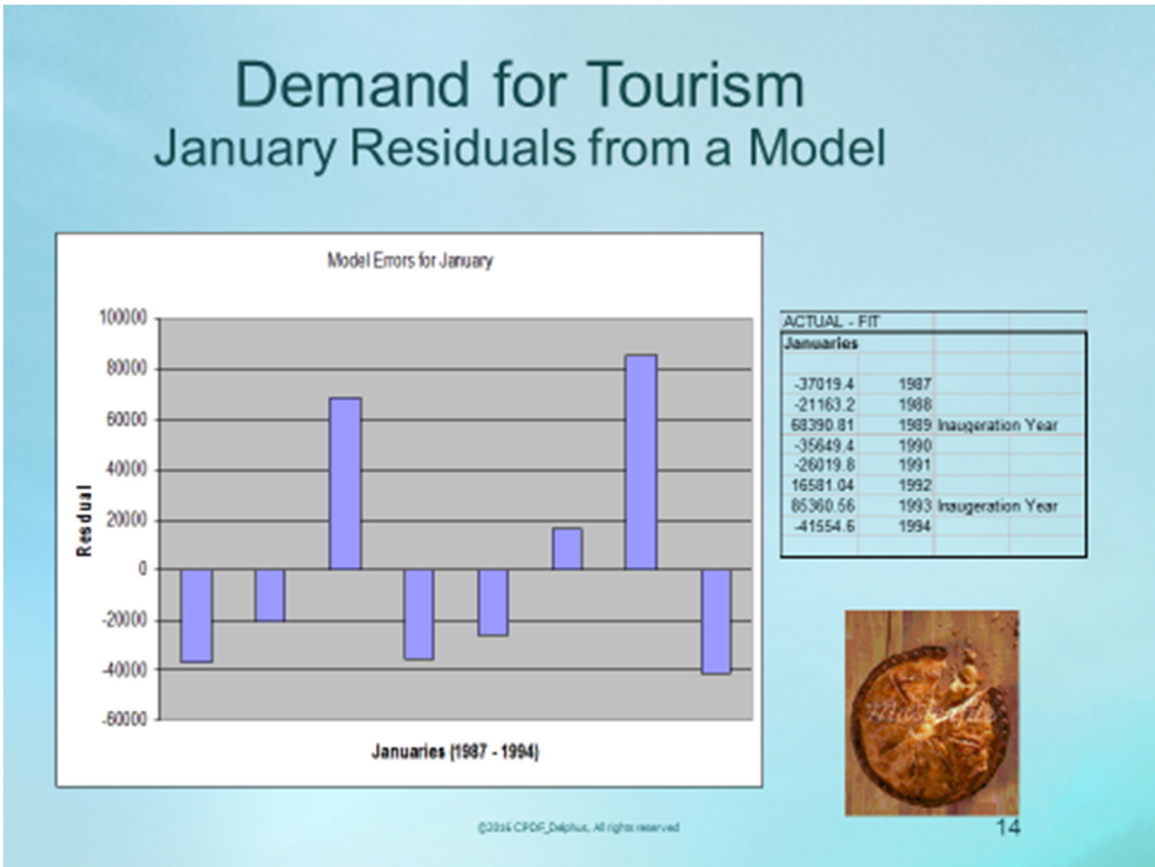 Demand for Tourism
January Residuals from a Model
Model Errors for January
100000
80000
60000
40000
20000
0
-20000
-40000
-60000
Resdual
Januaries (1987 - 1994)
ACTUAL - FIT
Januaries
-37019.4 1987
-21163.2 1988
68390.81 1989 Inaugeration Year
-35649.4 1990
-26019.8 1991
16581.04 1992
85360.56 1993 Inaugeration Year
-41554.6 1994
©2016 CPDF_Delphus, All rights reserved
14